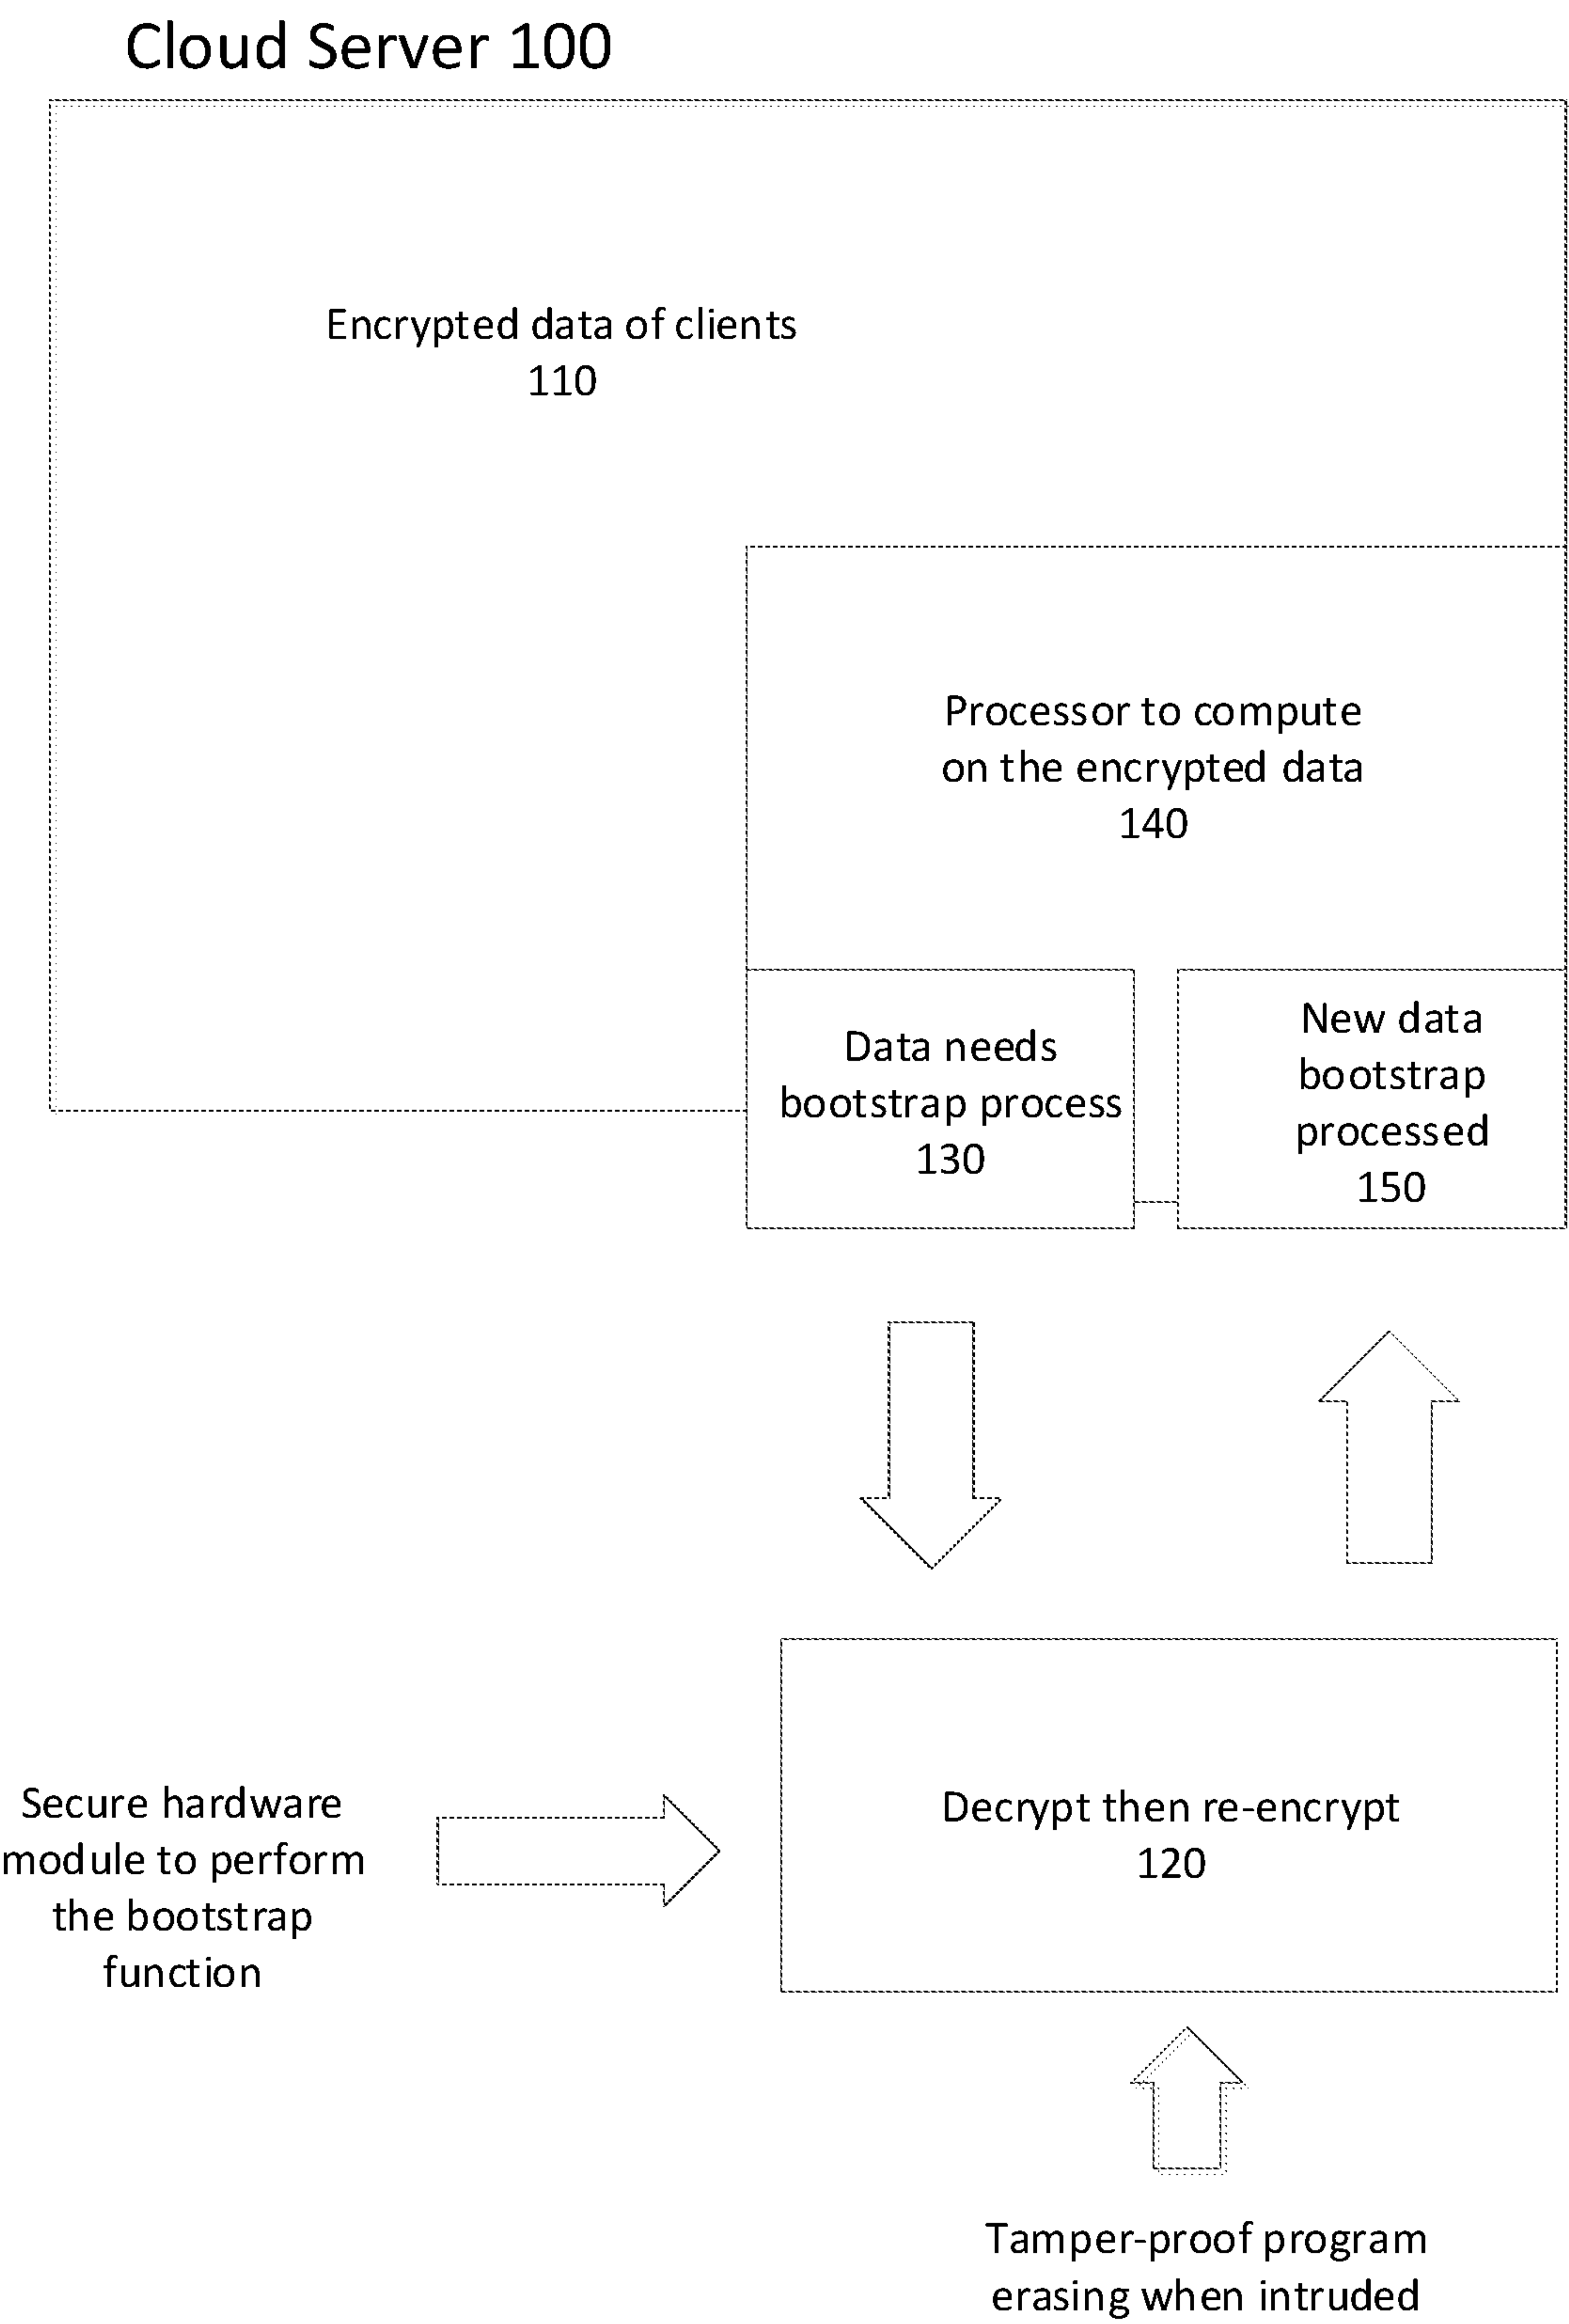 Cloud Server 100
Encrypted data of clients
110
Processor to compute
on the encrypted data
140
Data needs
bootstrap process
130
New data
bootstrap
processed
150
Secure hardware
module to perform
the bootstrap
function
Decrypt then re-encrypt
120
Tamper-proof program
erasing when intruded